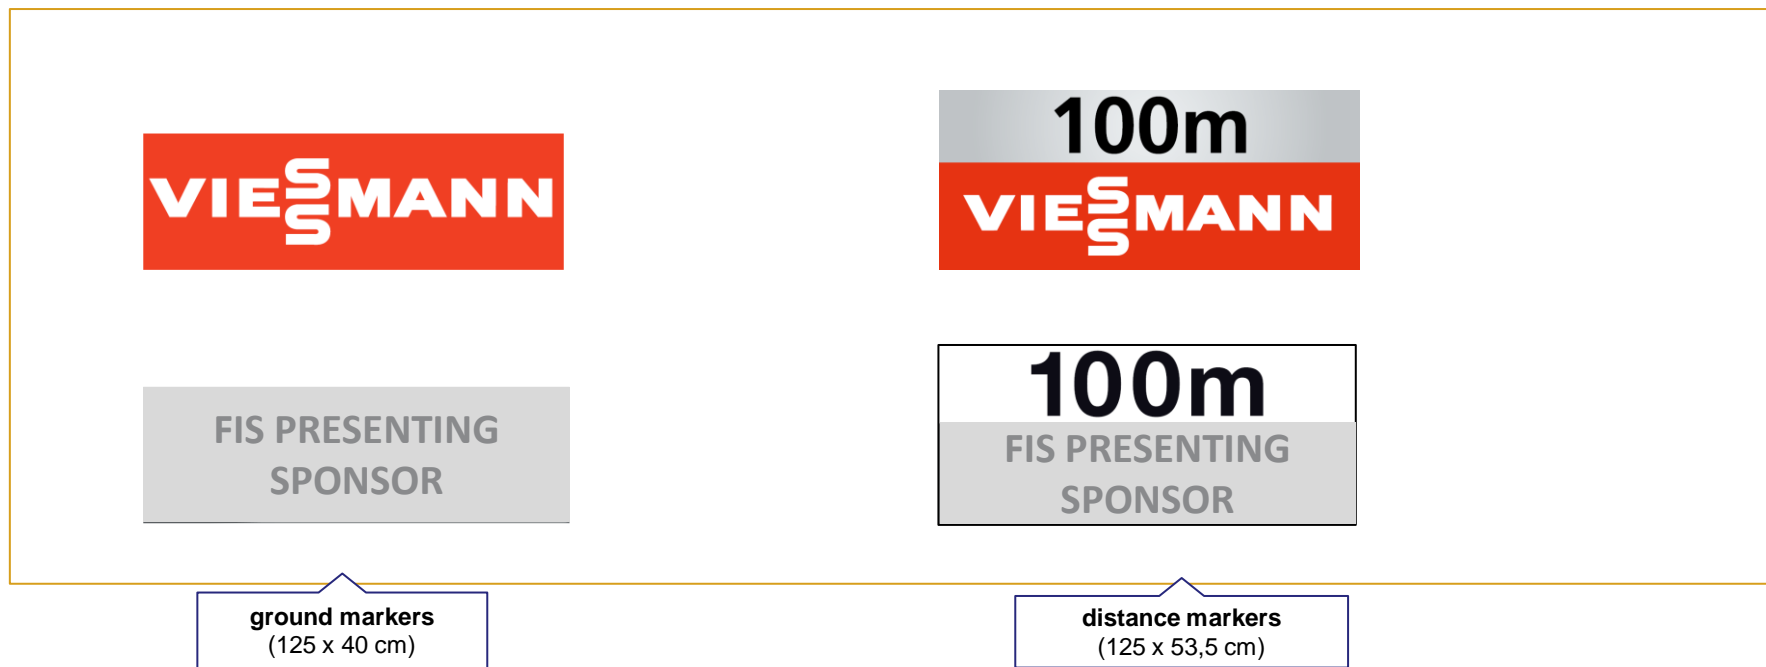 VIESSMANN
FIS PRESENTING
SPONSOR
ground markers
(125 x 40 cm)
100m
VIESSMANN
100m
FIS PRESENTING
SPONSOR
distance markers
(125 x 53,5 cm)